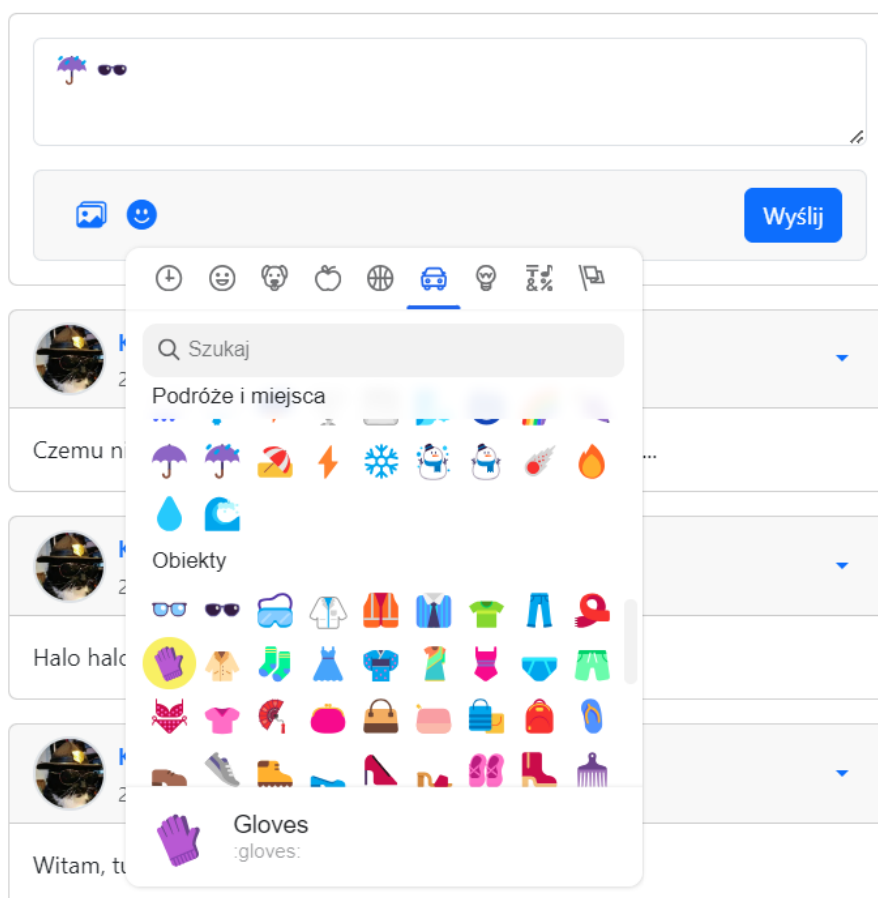 Wyślij
Szukaj
Podróże i miejsca
Czemu ni
...
Obiekty
Halo halo
Gloves
:gloves:
Witam, tu